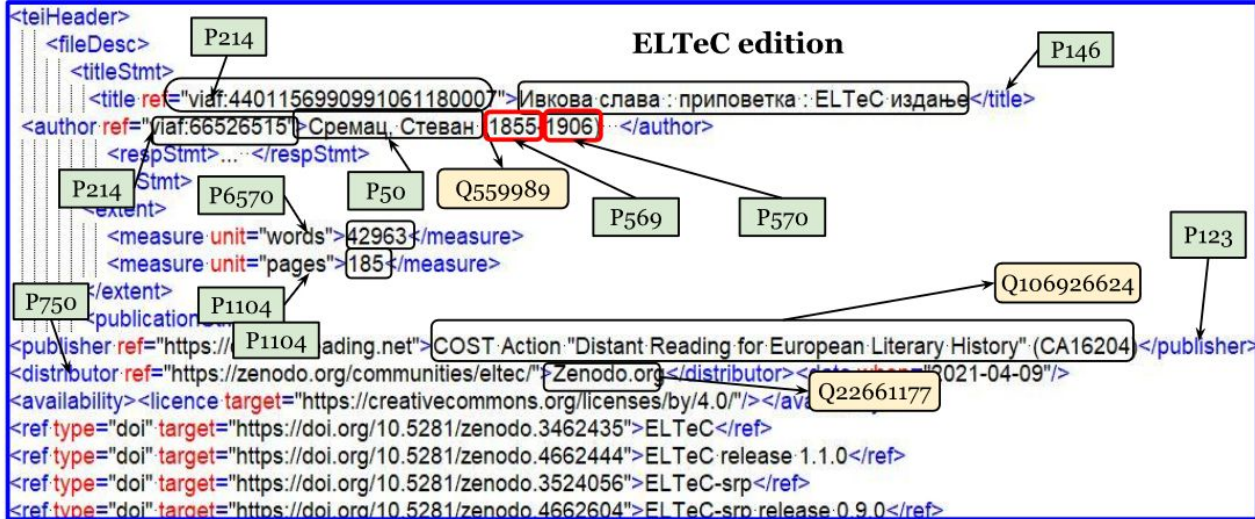 <teiHeader>
<fileDesc> P214 ELTeC edition P146
<titleStmt>
<title ref="viaf:4401156990991061180007">Ивкова слава : приповетка : ELTeC издање</title>
<author ref="viaf:66526515">Сремац, Стеван (1855-1906) </author>
<respStmt>... </respStmt>
P214 Stmt> P6570 P50 Q559989
<extent> P569 P570
<measure unit="words">42963</measure> P123
<measure unit="pages">185</measure>
P750 </extent> P1104 Q106926624
<publication P1104
<publisher ref="https:// ading.net">COST Action "Distant Reading for European Literary History" (CA16204)</publisher>
<distributor ref="https://zenodo.org/communities/eltec/">Zenodo.org</distributor> "2021-04-09"/>
<availability><licence target="https://creativecommons.org/licenses/by/4.0/"/></ava Q22661177
<ref type="doi" target="https://doi.org/10.5281/zenodo.3462435">ELTeC</ref>
<ref type="doi" target="https://doi.org/10.5281/zenodo.4662444">ELTeC release 1.1.0</ref>
<ref type="doi" target="https://doi.org/10.5281/zenodo.3524056">ELTeC-srp</ref>
<ref type="doi" target="https://doi.org/10.5281/zenodo.4662604">ELTeC-srp release 0.9.0</ref>